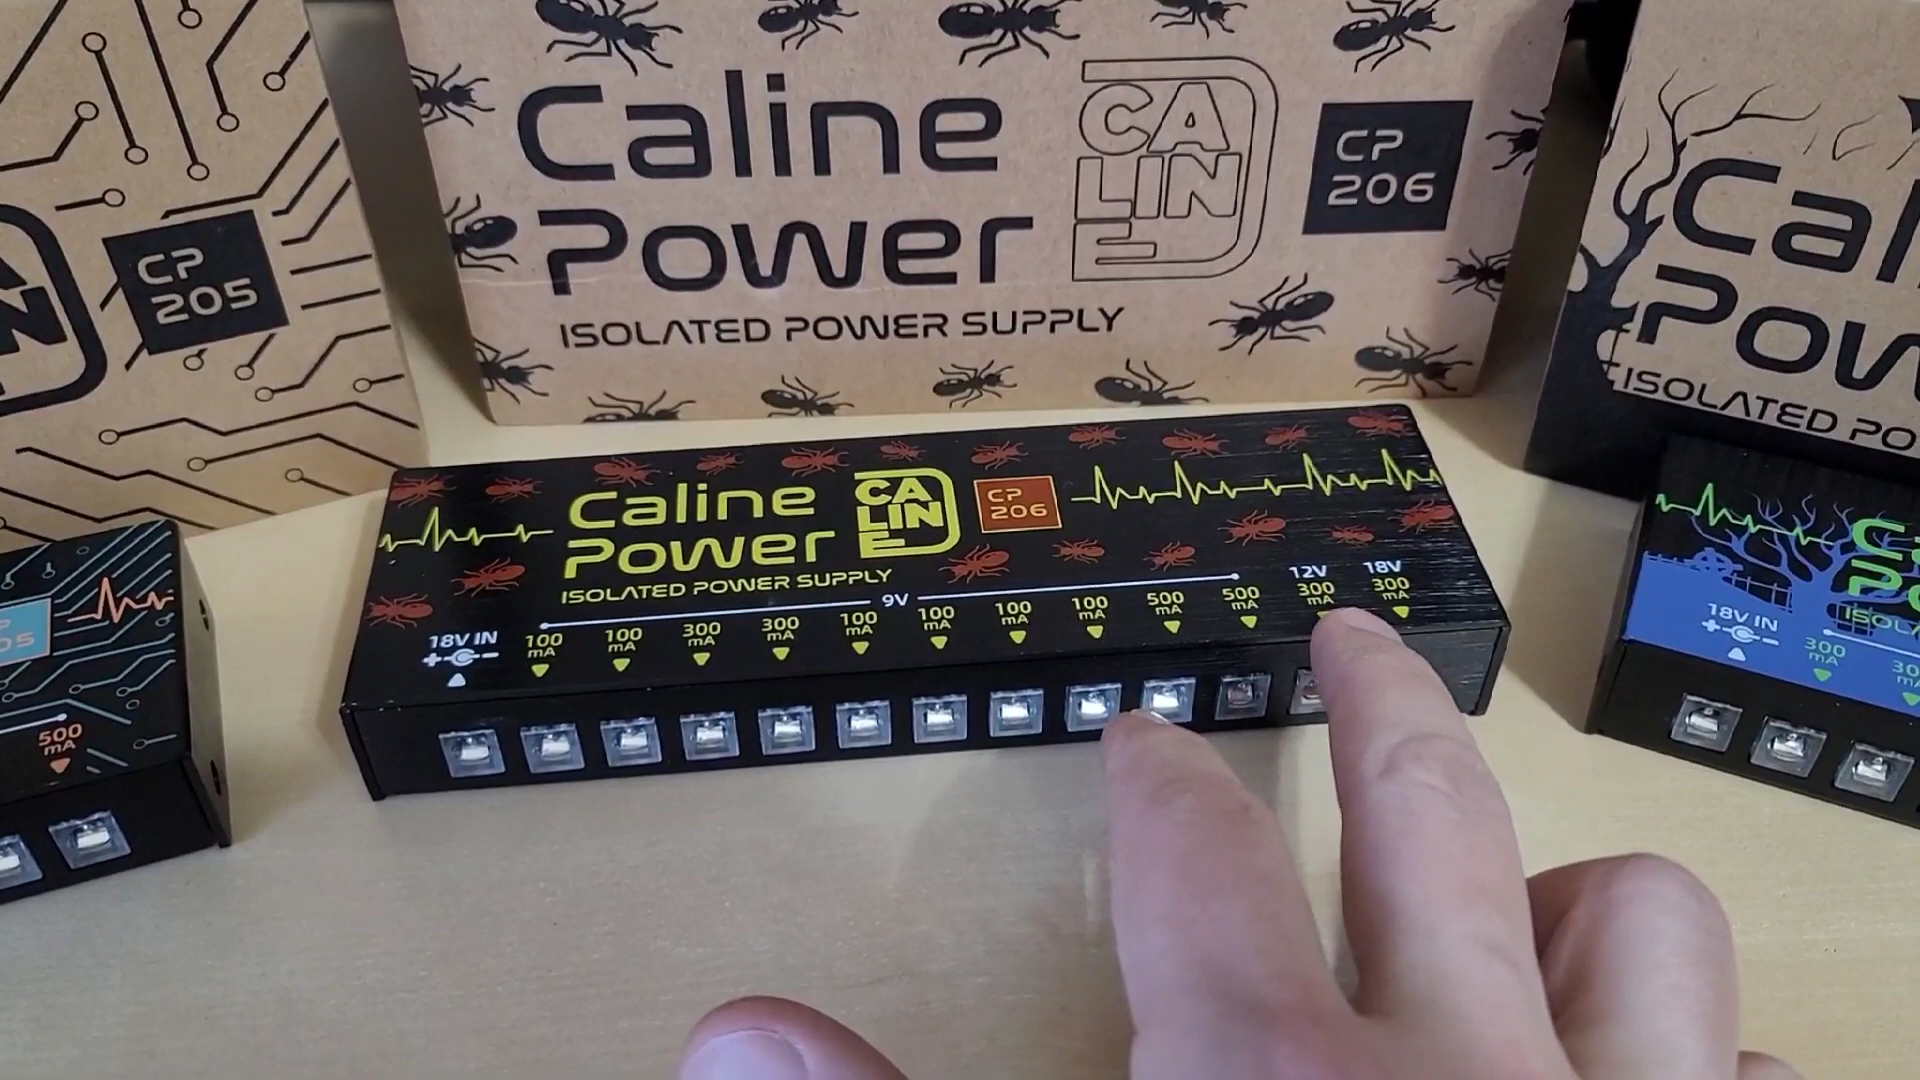 CP
205
Caline
Power
CA
LIN
E
CP
206
ISOLATED POWER SUPPLY
Cal
Pow
ISOLATED PO
500
mA
Caline
Power
CA
LIN
E
CP
206
ISOLATED POWER SUPPLY
9V
12V
18V
18V IN
100
mA
100
mA
300
mA
300
mA
100
mA
100
mA
100
mA
100
mA
500
mA
500
mA
300
mA
300
mA
18V IN
300
mA